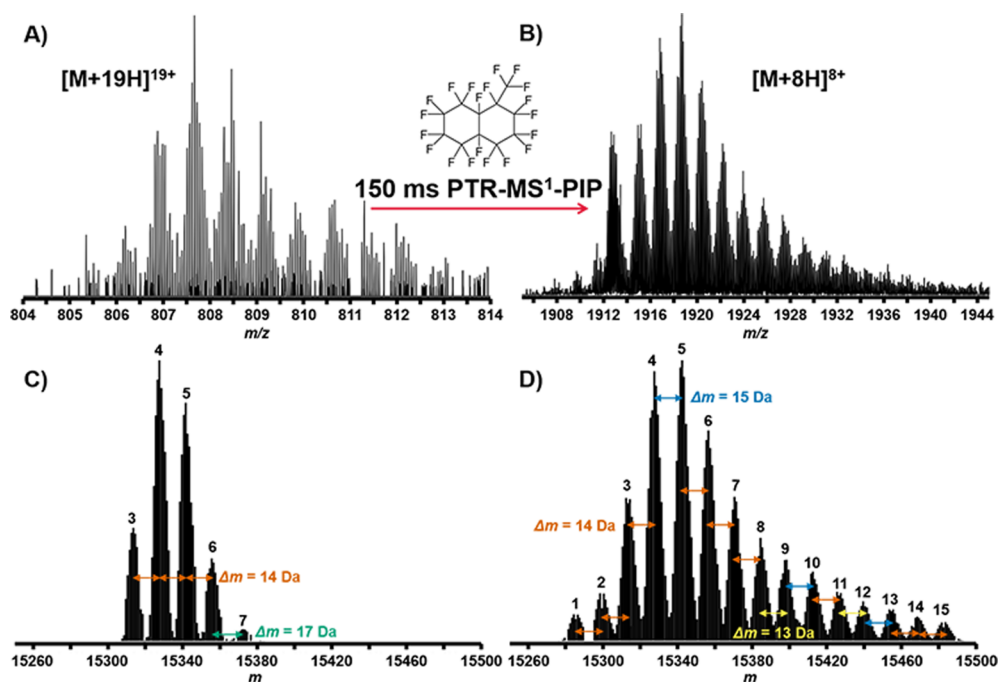 A)
[M+19H]19+
804 805 806 807 808 809 810 811 812 813 814
m/z
F F F F F F F F F F F F F F F F F F F F
150 ms PTR-MS1-PIP
B)
[M+8H]8+
1908 1912 1916 1920 1924 1928 1932 1936 1940 1944
m/z
C)
3 4 5 6 7
Δm = 14 Da
Δm = 17 Da
15260 15300 15340 15380 15420 15460 15500
m
D)
1 2 3 4 5 6 7 8 9 10 11 12 13 14 15
Δm = 15 Da
Δm = 14 Da
Δm = 13 Da
15260 15300 15340 15380 15420 15460 15500
m